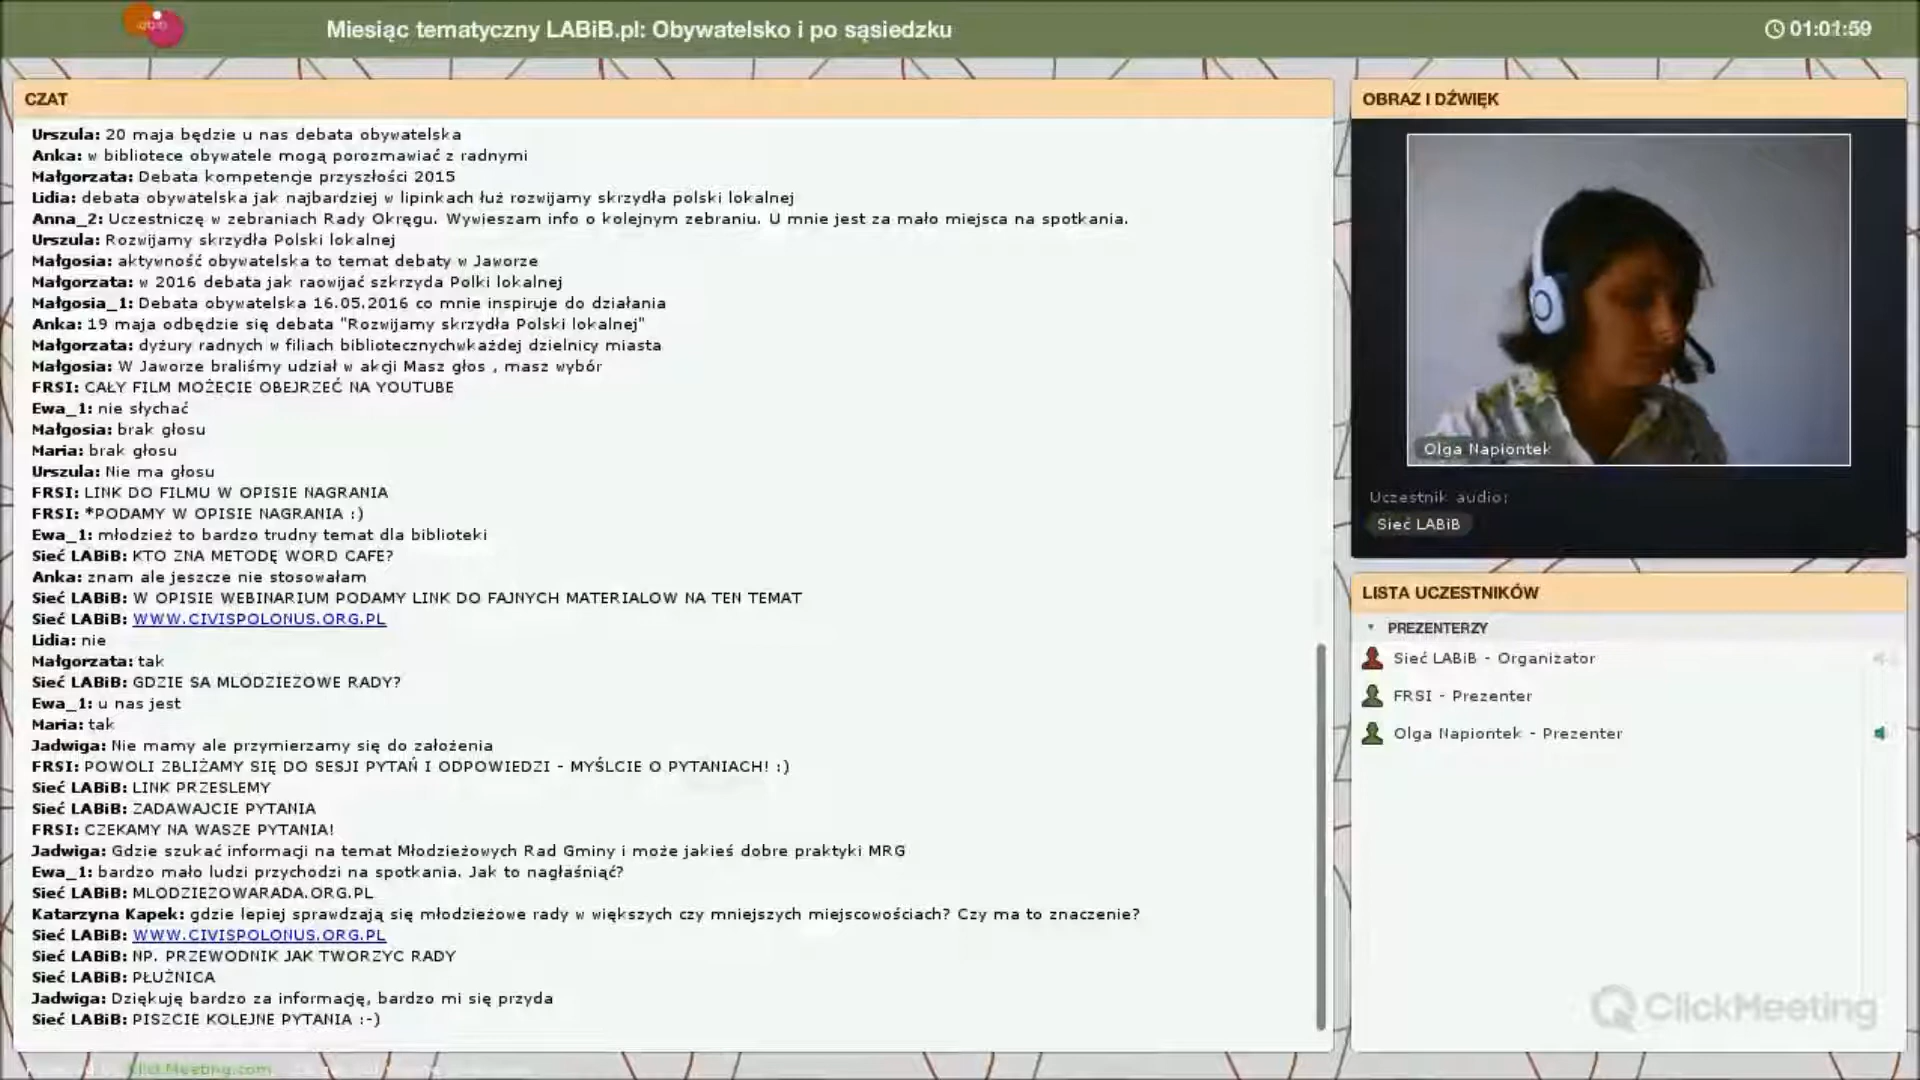 LABiB
Miesiąc tematyczny LABiB.pl: Obywatelsko i po sąsiedzku
01:01:59
CZAT
Urszula: 20 maja będzie u nas debata obywatelska
Anka: w bibliotece obywatele mogą porozmawiać z radnymi
Małgorzata: Debata kompetencje przyszłości 2015
Lidia: debata obywatelska jak najbardziej w lipinkach łuż rozwijamy skrzydła polski lokalnej
Anna_2: Uczestniczę w zebraniach Rady Okręgu. Wywieszam info o kolejnym zebraniu. U mnie jest za mało miejsca na spotkania.
Urszula: Rozwijamy skrzydła Polski lokalnej
Małgosia: aktywność obywatelska to temat debaty w Jaworze
Małgorzata: w 2016 debata jak raowijać szkrzyda Polki lokalnej
Małgosia_1: Debata obywatelska 16.05.2016 co mnie inspiruje do działania
Anka: 19 maja odbędzie się debata "Rozwijamy skrzydła Polski lokalnej"
Małgorzata: dyżury radnych w filiach bibliotecznychwkażdej dzielnicy miasta
Małgosia: W Jaworze braliśmy udział w akcji Masz głos , masz wybór
FRSI: CAŁY FILM MOŻECIE OBEJRZEĆ NA YOUTUBE
Ewa_1: nie słychać
Małgosia: brak głosu
Maria: brak głosu
Urszula: Nie ma głosu
FRSI: LINK DO FILMU W OPISIE NAGRANIA
FRSI: *PODAMY W OPISIE NAGRANIA :)
Ewa_1: młodzież to bardzo trudny temat dla biblioteki
Sieć LABiB: KTO ZNA METODĘ WORD CAFE?
Anka: znam ale jeszcze nie stosowałam
Sieć LABiB: W OPISIE WEBINARIUM PODAMY LINK DO FAJNYCH MATERIALOW NA TEN TEMAT
Sieć LABiB: WWW.CIVISPOLONUS.ORG.PL
Lidia: nie
Małgorzata: tak
Sieć LABiB: GDZIE SA MLODZIEZOWE RADY?
Ewa_1: u nas jest
Maria: tak
Jadwiga: Nie mamy ale przymierzamy się do założenia
FRSI: POWOLI ZBLIŻAMY SIĘ DO SESJI PYTAŃ I ODPOWIEDZI - MYŚLCIE O PYTANIACH! :)
Sieć LABiB: LINK PRZESLEMY
Sieć LABiB: ZADAWAJCIE PYTANIA
FRSI: CZEKAMY NA WASZE PYTANIA!
Jadwiga: Gdzie szukać informacji na temat Młodzieżowych Rad Gminy i może jakieś dobre praktyki MRG
Ewa_1: bardzo mało ludzi przychodzi na spotkania. Jak to nagłaśniąć?
Sieć LABiB: MLODZIEZOWARADA.ORG.PL
Katarzyna Kapek: gdzie lepiej sprawdzają się młodzieżowe rady w większych czy mniejszych miejscowościach? Czy ma to znaczenie?
Sieć LABiB: WWW.CIVISPOLONUS.ORG.PL
Sieć LABiB: NP. PRZEWODNIK JAK TWORZYC RADY
Sieć LABiB: PŁUŻNICA
Jadwiga: Dziękuję bardzo za informację, bardzo mi się przyda
Sieć LABiB: PISZCIE KOLEJNE PYTANIA :-)
OBRAZ I DŹWIĘK
Olga Napiontek
Uczestnik audio:
Sieć LABiB
LISTA UCZESTNIKÓW
PREZENTERZY
Sieć LABiB - Organizator
FRSI - Prezenter
Olga Napiontek - Prezenter
ClickMeeting
ClickMeeting.com